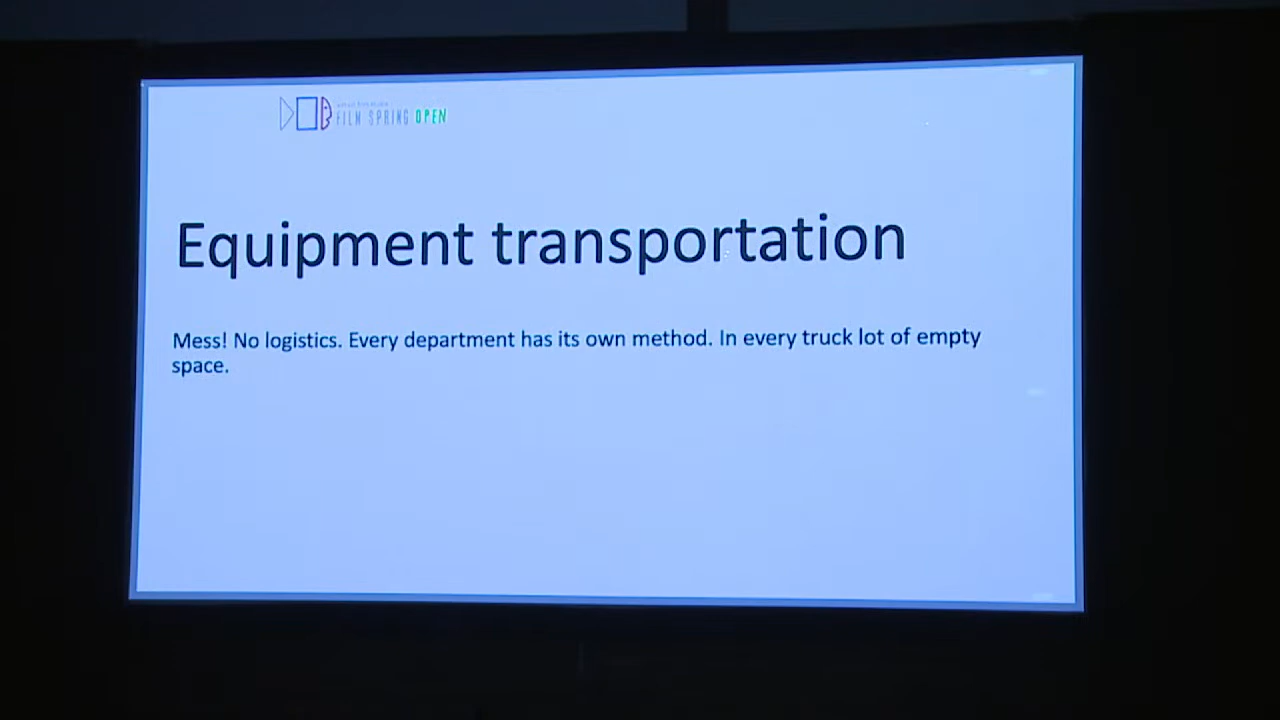 FILM SPRING OPEN
Equipment transportation
Mess! No logistics. Every department has its own method. In every truck lot of empty
space.